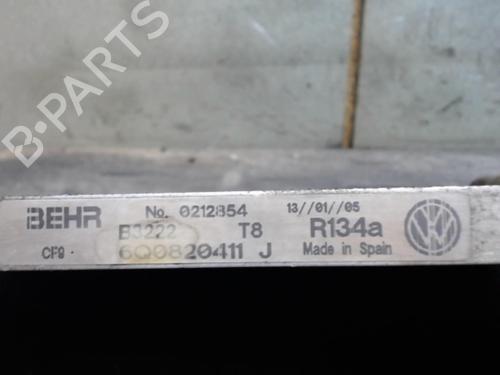 B-PARTS
BEHR No. 0212854 13//01//05
B3222 T8 R134a
CF9 · 6Q0820411 J Made in Spain